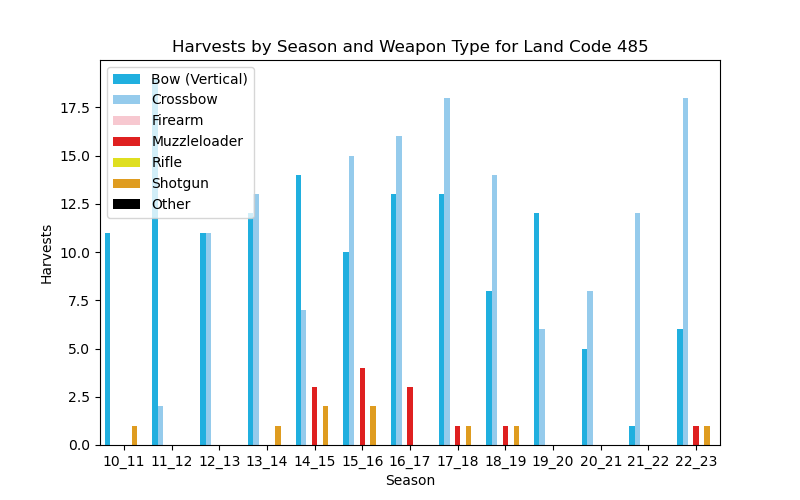 Harvests by Season and Weapon Type for Land Code 485
Bow (Vertical)
Crossbow
Firearm
Muzzleloader
Rifle
Shotgun
Other
17.5
15.0
12.5
10.0
7.5
5.0
2.5
0.0
Harvests
10_11 11_12 12_13 13_14 14_15 15_16 16_17 17_18 18_19 19_20 20_21 21_22 22_23
Season